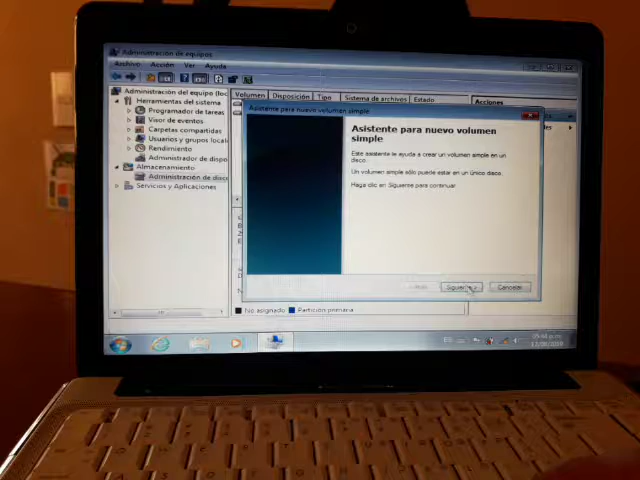 Administración de equipos
Archivo Acción Ver Ayuda
Administración del equipo (loc
Herramientas del sistema
Programador de tareas
Visor de eventos
Carpetas compartidas
Usuarios y grupos local
Rendimiento
Administrador de dispo
Almacenamiento
Administración de disco
Servicios y Aplicaciones
Volumen Disposición Tipo Sistema de archivos Estado
Acciones
Asistente para nuevo volumen simple
Asistente para nuevo volumen
simple
Este asistente le ayuda a crear un volumen simple en un
disco.
Un volumen simple sólo puede estar en un único disco.
Haga clic en Siguiente para continuar.
Siguiente > Cancelar
No asignado Partición primaria
ES